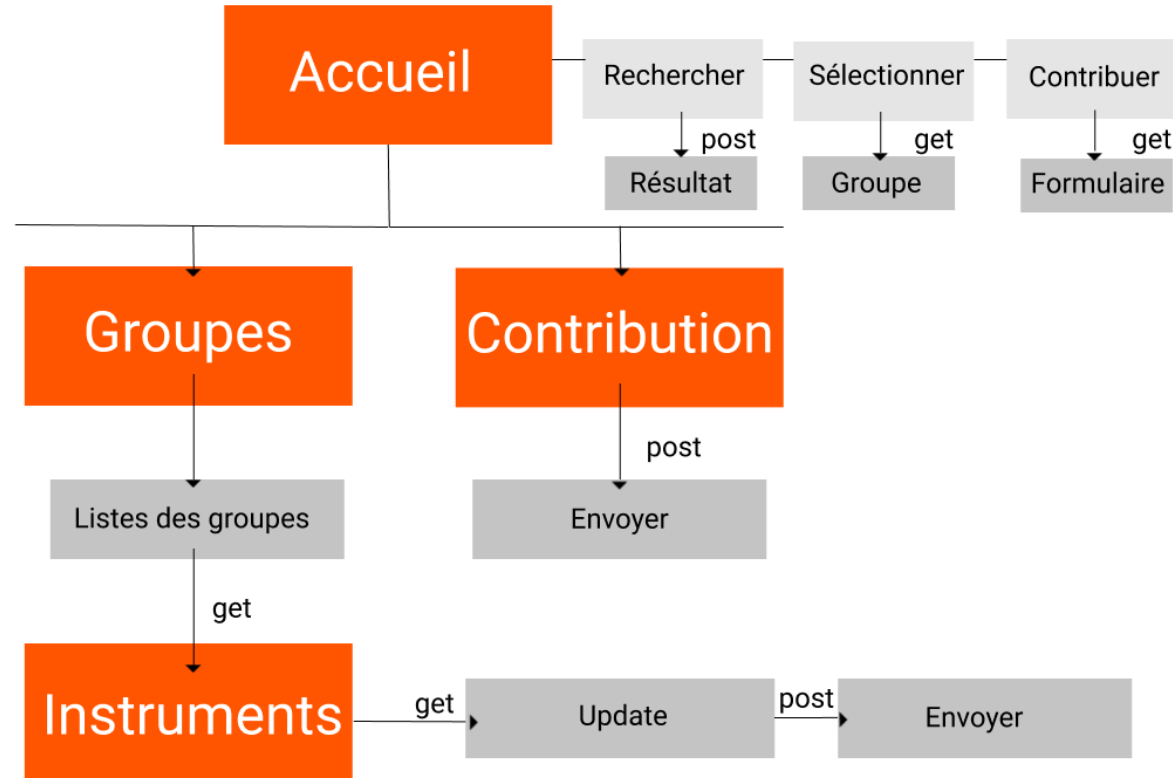 Accueil
Rechercher
Sélectionner
Contribuer
post
get
get
Résultat
Groupe
Formulaire
Groupes
Contribution
post
Listes des groupes
Envoyer
get
Instruments
get
Update
post
Envoyer